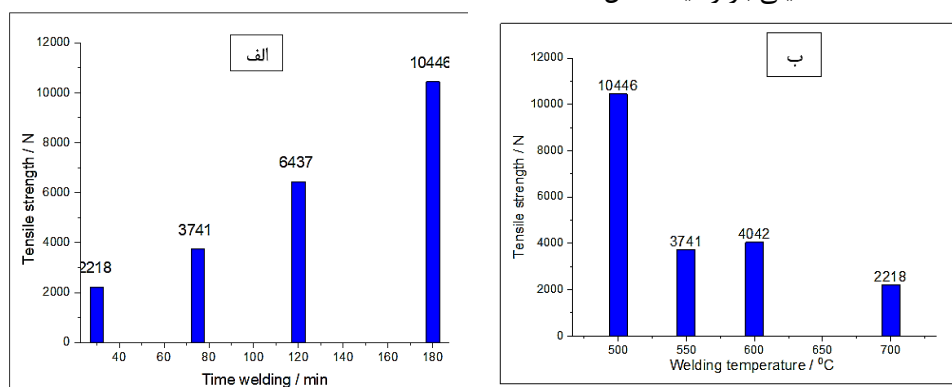 الف
12000
10000
8000
6000
4000
2000
0
2218
3741
6437
10446
40 60 80 100 120 140 160 180
Time welding / min
Tensile strength / N
ب
12000
10000
8000
6000
4000
2000
0
10446
3741
4042
2218
500 550 600 650 700
Welding temperature / ⁰C
Tensile strength / N